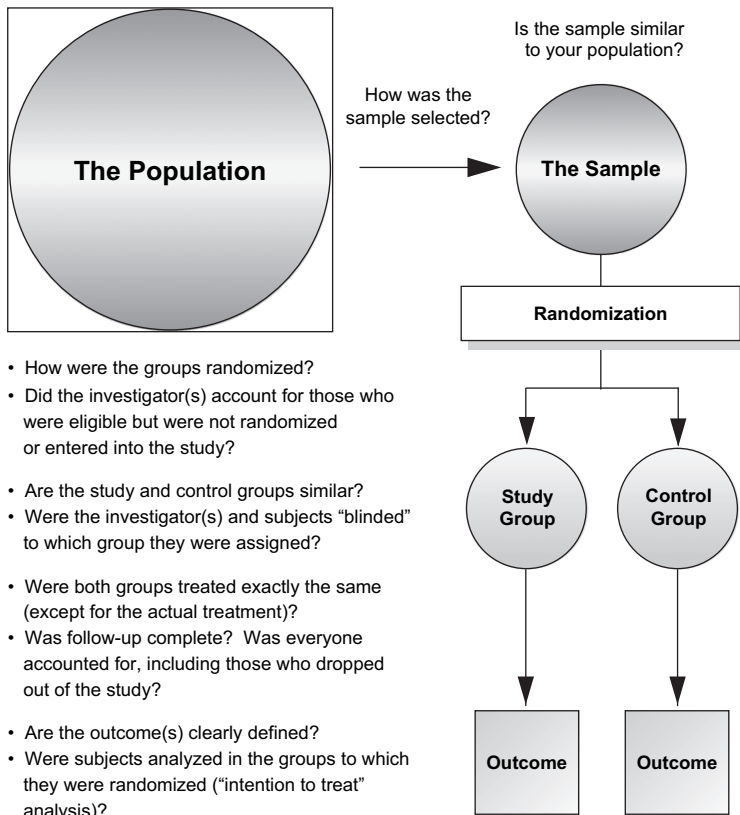 Is the sample similar
to your population?
How was the
sample selected?
The Population
The Sample
Randomization
• How were the groups randomized?
• Did the investigator(s) account for those who
were eligible but were not randomized
or entered into the study?
• Are the study and control groups similar?
• Were the investigator(s) and subjects “blinded”
to which group they were assigned?
Study
Group
Control
Group
• Were both groups treated exactly the same
(except for the actual treatment)?
• Was follow-up complete?  Was everyone
accounted for, including those who dropped
out of the study?
• Are the outcome(s) clearly defined?
• Were subjects analyzed in the groups to which
they were randomized (“intention to treat”
analysis)?
Outcome
Outcome